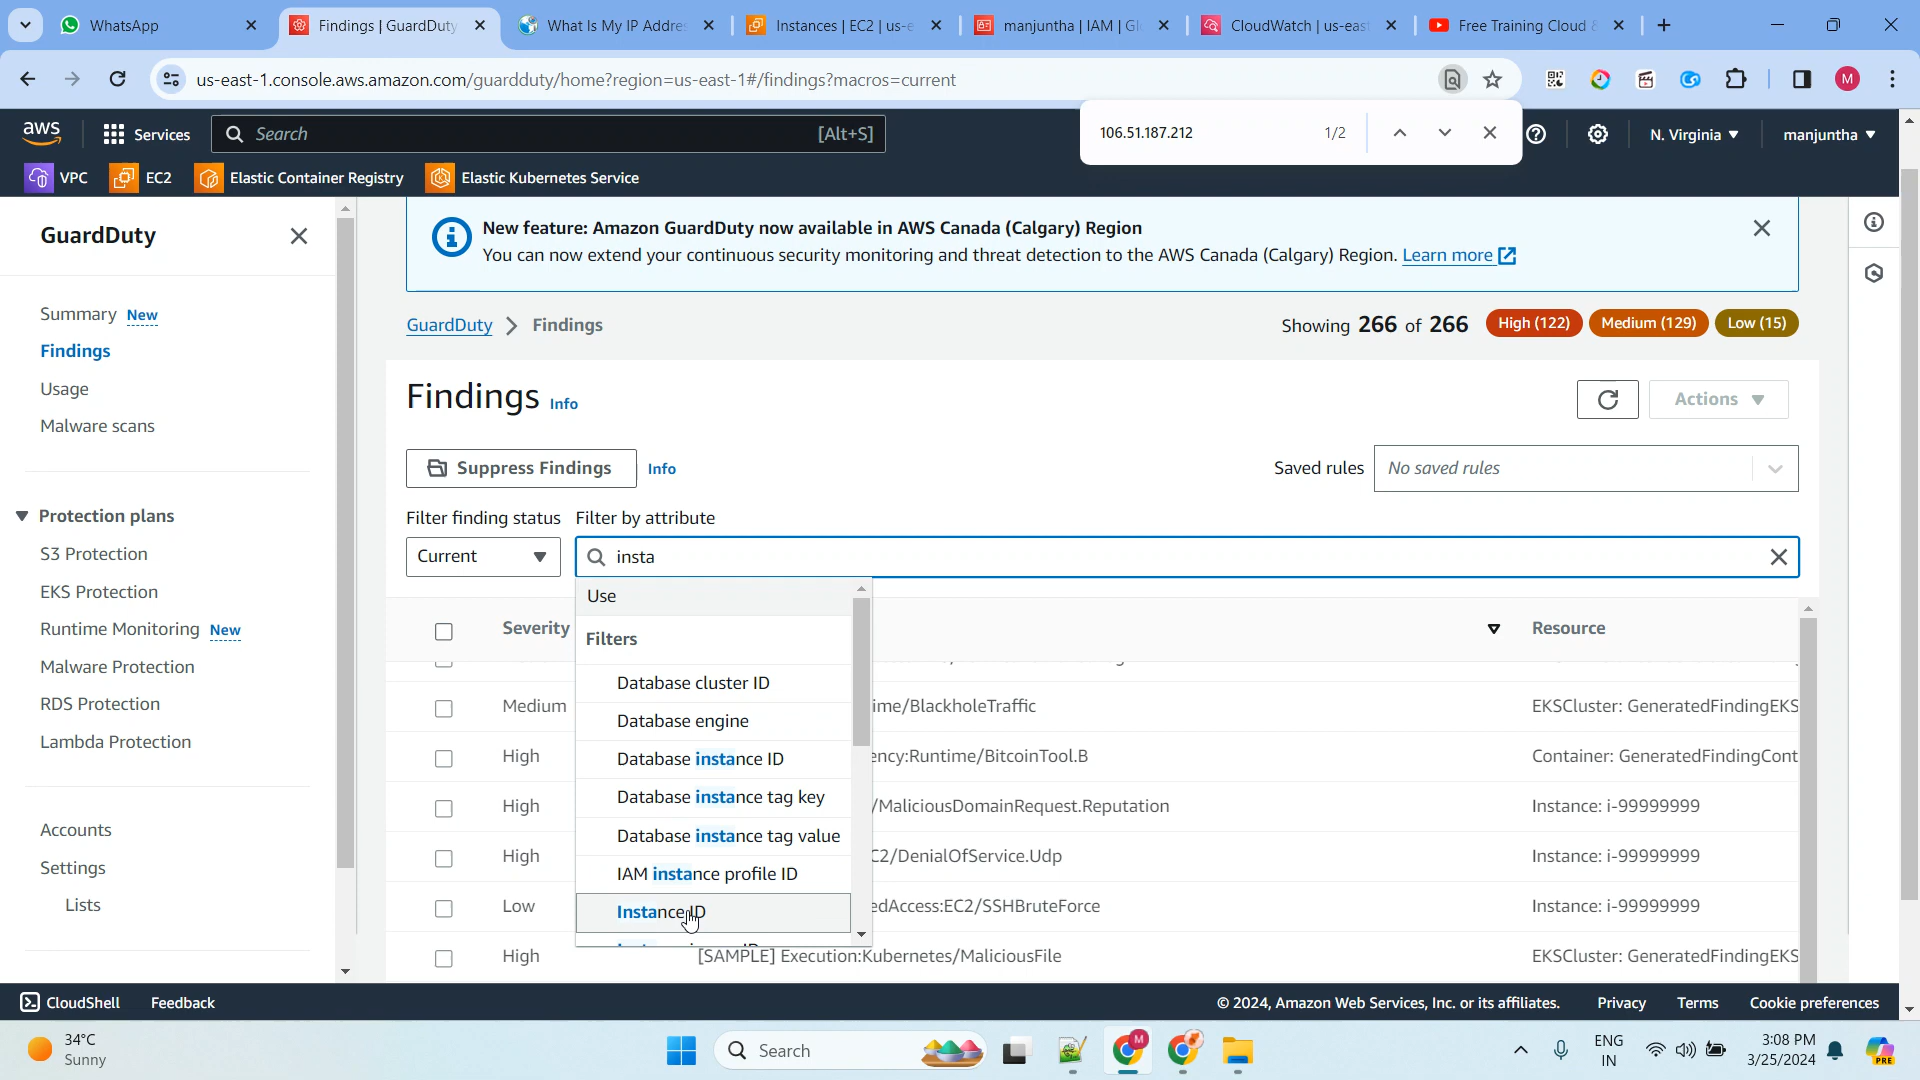 WhatsApp
Findings | GuardDuty
What Is My IP Addre
Instances | EC2 | us-e
manjuntha | IAM | Gl
CloudWatch | us-east
Free Training Cloud
us-east-1.console.aws.amazon.com/guardduty/home?region=us-east-1#/findings?macros=current
M
106.51.187.212
1/2
aws
Services
Search
[Alt+S]
N. Virginia
manjuntha
VPC
EC2
Elastic Container Registry
Elastic Kubernetes Service
GuardDuty
Summary New
Findings
Usage
Malware scans
Protection plans
S3 Protection
EKS Protection
Runtime Monitoring New
Malware Protection
RDS Protection
Lambda Protection
Accounts
Settings
Lists
New feature: Amazon GuardDuty now available in AWS Canada (Calgary) Region
You can now extend your continuous security monitoring and threat detection to the AWS Canada (Calgary) Region. Learn more
GuardDuty
Findings
Showing 266 of 266
High (122)
Medium (129)
Low (15)
Findings Info
Actions
Suppress Findings
Info
Saved rules
No saved rules
Filter finding status
Filter by attribute
Current
insta
Use
Filters
Database cluster ID
Database engine
Database instance ID
Database instance tag key
Database instance tag value
IAM instance profile ID
Instance ID
Severity
Resource
Medium
ime/BlackholeTraffic
EKSCluster: GeneratedFindingEKS
High
ency:Runtime/BitcoinTool.B
Container: GeneratedFindingCont
High
/MaliciousDomainRequest.Reputation
Instance: i-99999999
High
C2/DenialOfService.Udp
Instance: i-99999999
Low
edAccess:EC2/SSHBruteForce
Instance: i-99999999
High
[SAMPLE] Execution:Kubernetes/MaliciousFile
EKSCluster: GeneratedFindingEKS
CloudShell
Feedback
© 2024, Amazon Web Services, Inc. or its affiliates.
Privacy
Terms
Cookie preferences
34°C
Sunny
Search
M
ENG
IN
3:08 PM
3/25/2024
PRE